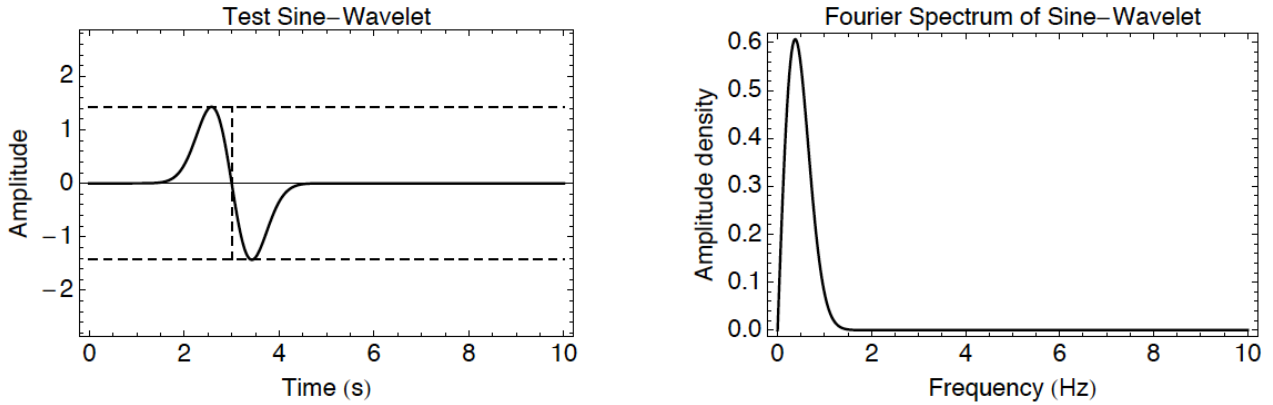 Test Sine–Wavelet
Amplitude
2
1
0
−1
−2
0 2 4 6 8 10
Time (s)
Fourier Spectrum of Sine–Wavelet
Amplitude density
0.6
0.5
0.4
0.3
0.2
0.1
0.0
0 2 4 6 8 10
Frequency (Hz)